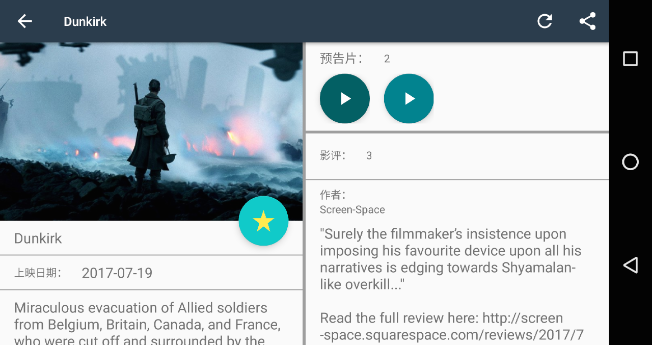 Dunkirk
Dunkirk
上映日期： 2017-07-19
Miraculous evacuation of Allied soldiers
from Belgium, Britain, Canada, and France,
who were cut off and surrounded by the
预告片： 2
影评： 3
作者：
Screen-Space
"Surely the filmmaker's insistence upon
imposing his favourite device upon all his
narratives is edging towards Shyamalan-
like overkill..."
Read the full review here: http://screen
-space.squarespace.com/reviews/2017/7